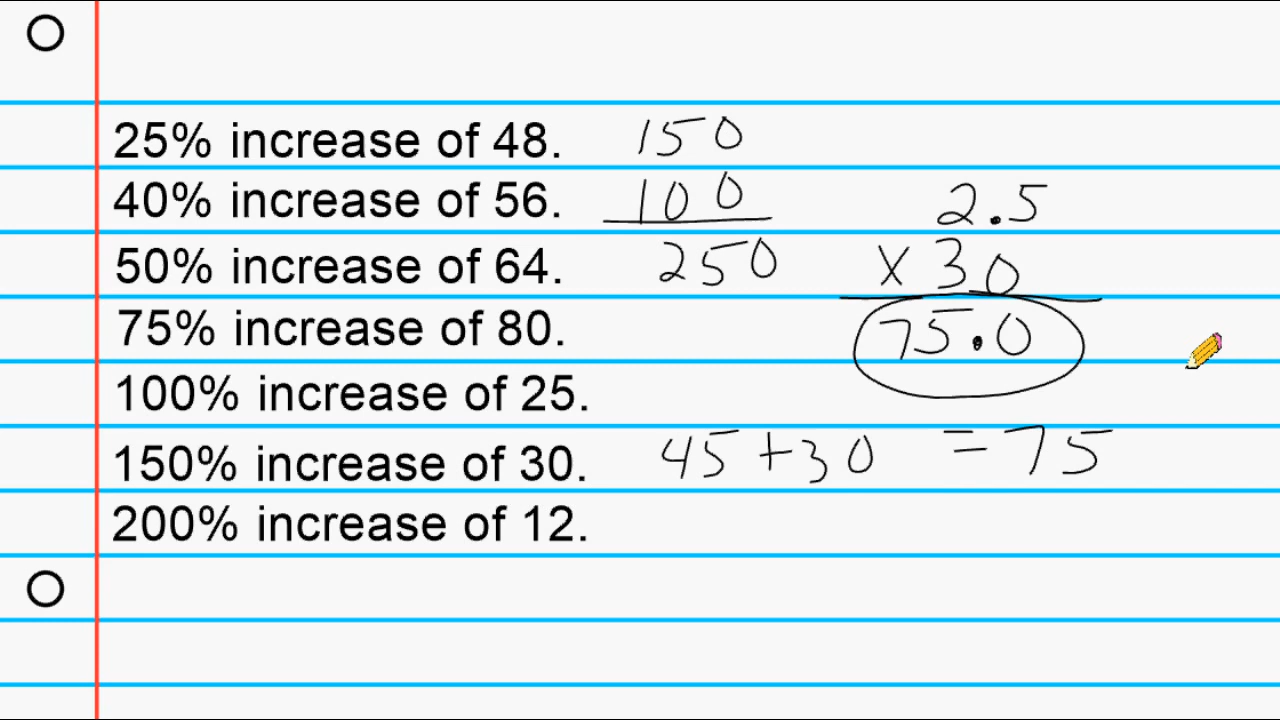 25% increase of 48. 150
40% increase of 56. 100 2.5
50% increase of 64. 250 x 30
75% increase of 80. 75.0
100% increase of 25.
150% increase of 30. 45+30 = 75
200% increase of 12.